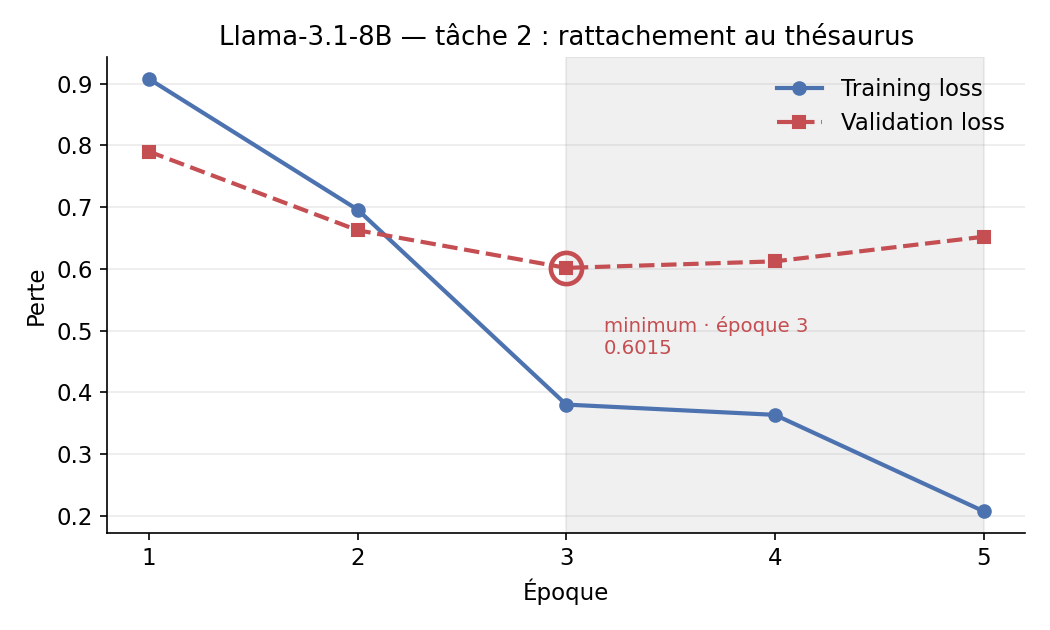 Llama-3.1-8B — tâche 2 : rattachement au thésaurus
Training loss
Validation loss
Perte
0.9
0.8
0.7
0.6
0.5
0.4
0.3
0.2
minimum · époque 3
0.6015
1
2
3
4
5
Époque